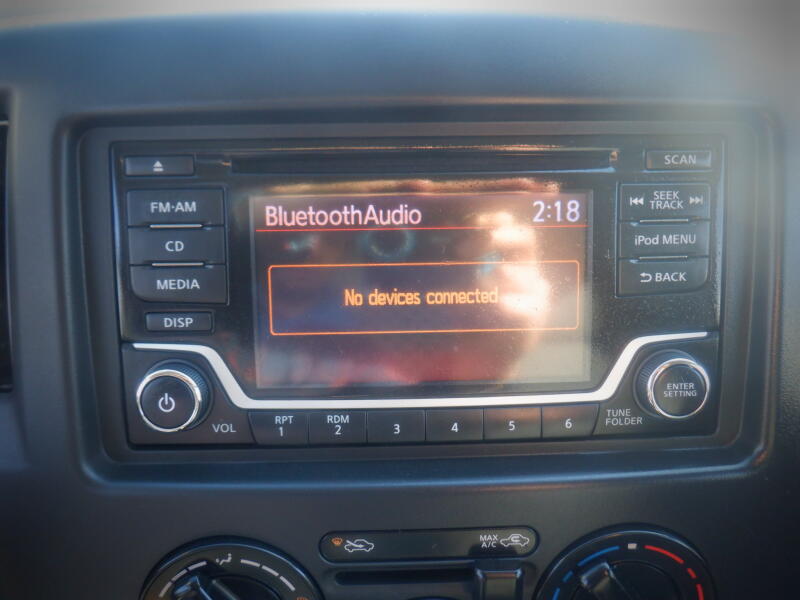 SCAN
FM·AM
CD
MEDIA
DISP
BluetoothAudio 2:18
No devices connected
SEEK
TRACK
iPod MENU
BACK
VOL
RPT
1
RDM
2
3
4
5
6
TUNE
FOLDER
ENTER
SETTING
MAX
A/C